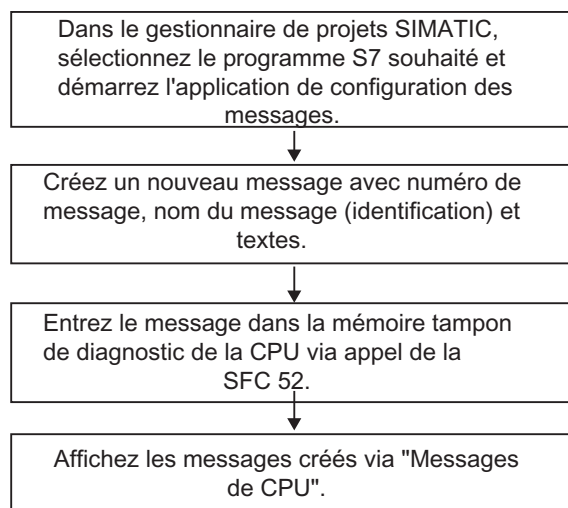 Dans le gestionnaire de projets SIMATIC,
sélectionnez le programme S7 souhaité et
démarrez l'application de configuration des
messages.
Créez un nouveau message avec numéro de
message, nom du message (identification) et
textes.
Entrez le message dans la mémoire tampon
de diagnostic de la CPU via appel de la
SFC 52.
Affichez les messages créés via "Messages
de CPU".